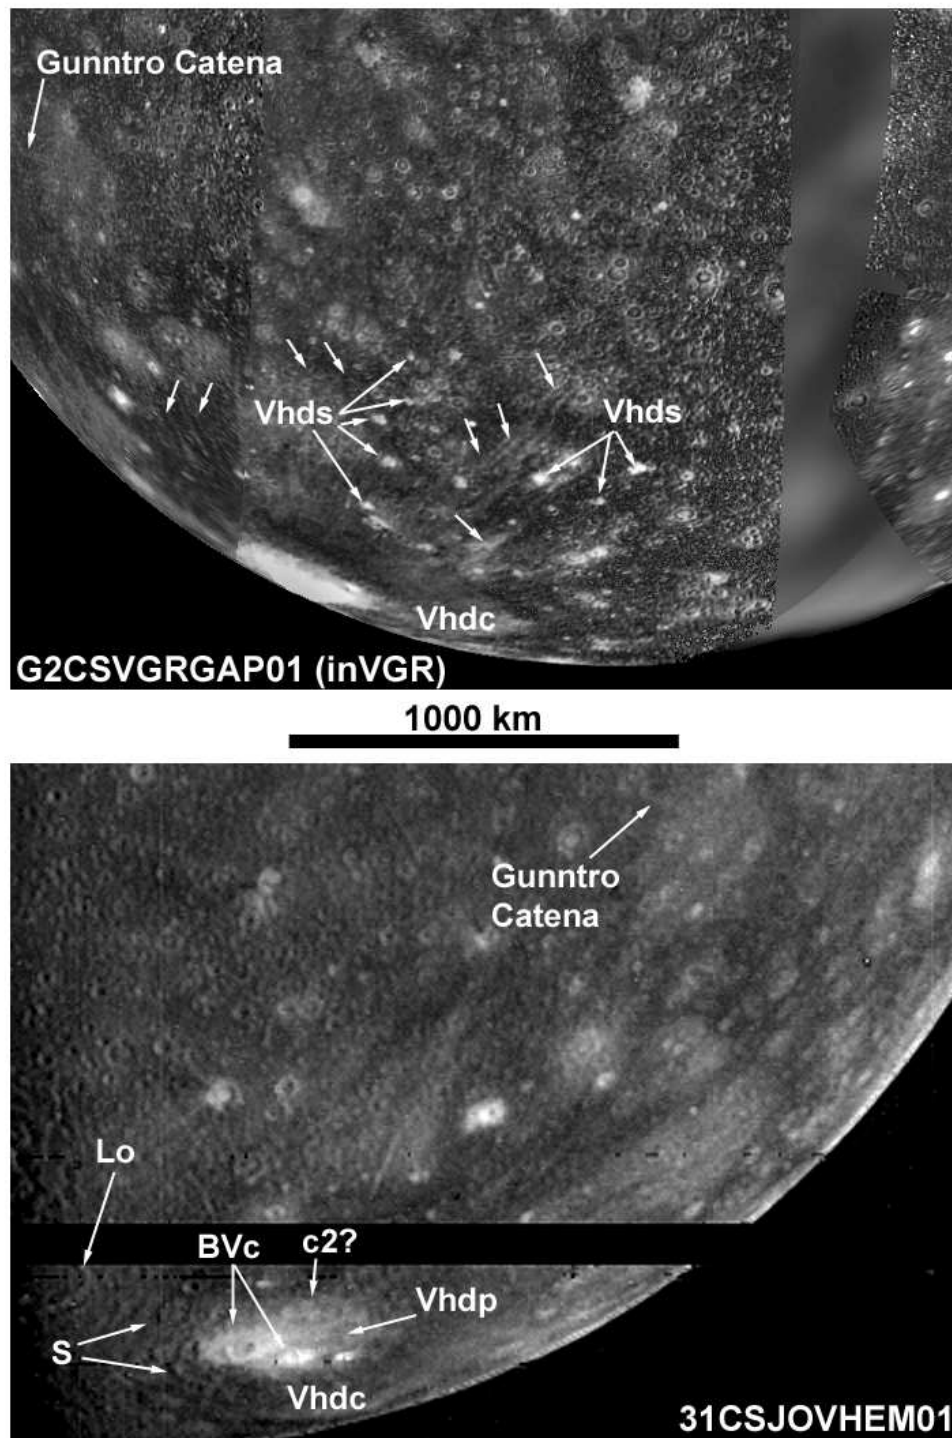 Gunntro Catena
Vhds
Vhds
Vhdc
G2CSVGRGAP01 (inVGR)
1000 km
Gunntro
Catena
Lo
BVc
c2?
Vhdp
S
Vhdc
31CSJOVHEM01